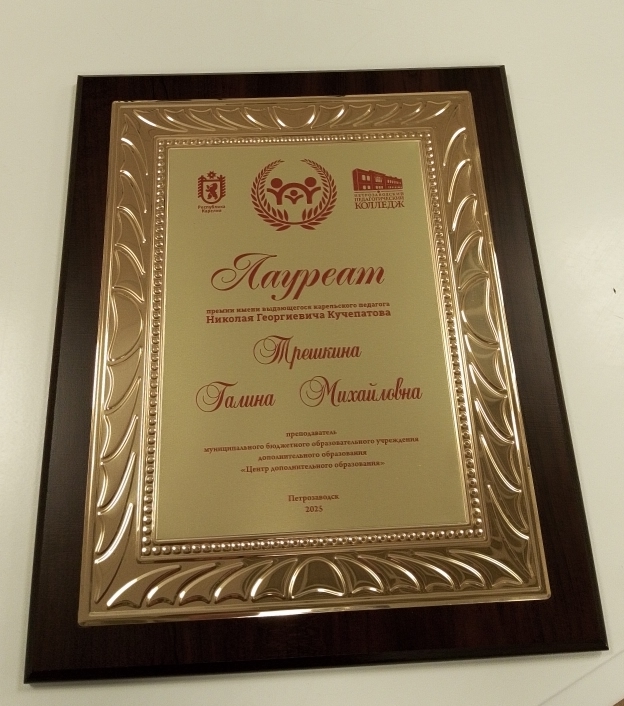 Республика
Карелия
ПЕТРОЗАВОДСКИЙ
ПЕДАГОГИЧЕСКИЙ
КОЛЛЕДЖ
Лауреат
премии имени выдающегося карельского педагога
Николая Георгиевича Кучепатова
Трешкина
Галина Михайловна
преподаватель
муниципального бюджетного образовательного учреждения
дополнительного образования
«Центр дополнительного образования»
Петрозаводск
2025